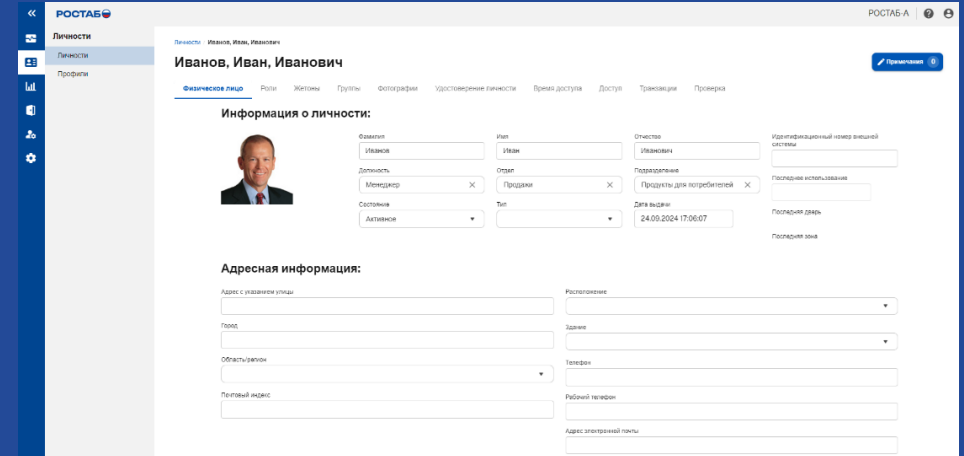 РОСТАБ
РОСТАБ-А
Личности
Личности
Профили
Личности Иванов, Иван, Иванович
Иванов, Иван, Иванович
Примечания 0
Физическое лицо Роли Жетоны Группы Фотографии Удостоверение личности Время доступа Доступ Транзакции Проверка
Информация о личности:
Фамилия Имя Отчество Идентификационный номер внешней системы
Иванов Иван Иванович
Должность Отдел Подразделение Последнее использование
Менеджер Продажи Продукты для потребителей
Состояние Тип Дата выдачи Последняя дверь
Активное 24.09.2024 17:06:07
Последняя зона
Адресная информация:
Адрес с указанием улицы Расположение
Город Здание
Область/регион Телефон
Почтовый индекс Рабочий телефон
Адрес электронной почты